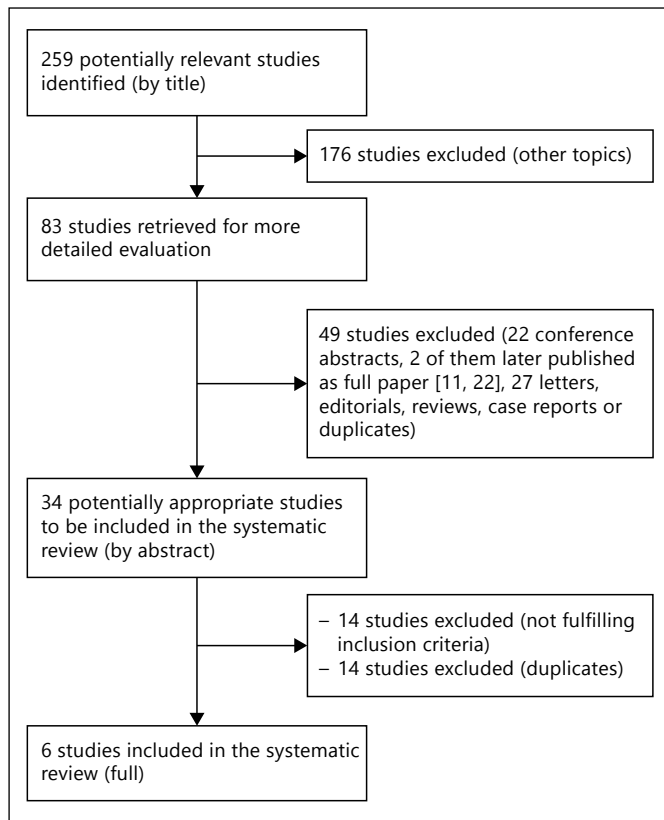 259 potentially relevant studies
identified (by title)
176 studies excluded (other topics)
83 studies retrieved for more
detailed evaluation
49 studies excluded (22 conference
abstracts, 2 of them later published
as full paper [11, 22], 27 letters,
editorials, reviews, case reports or
duplicates)
34 potentially appropriate studies
to be included in the systematic
review (by abstract)
– 14 studies excluded (not fulfilling
inclusion criteria)
– 14 studies excluded (duplicates)
6 studies included in the systematic
review (full)